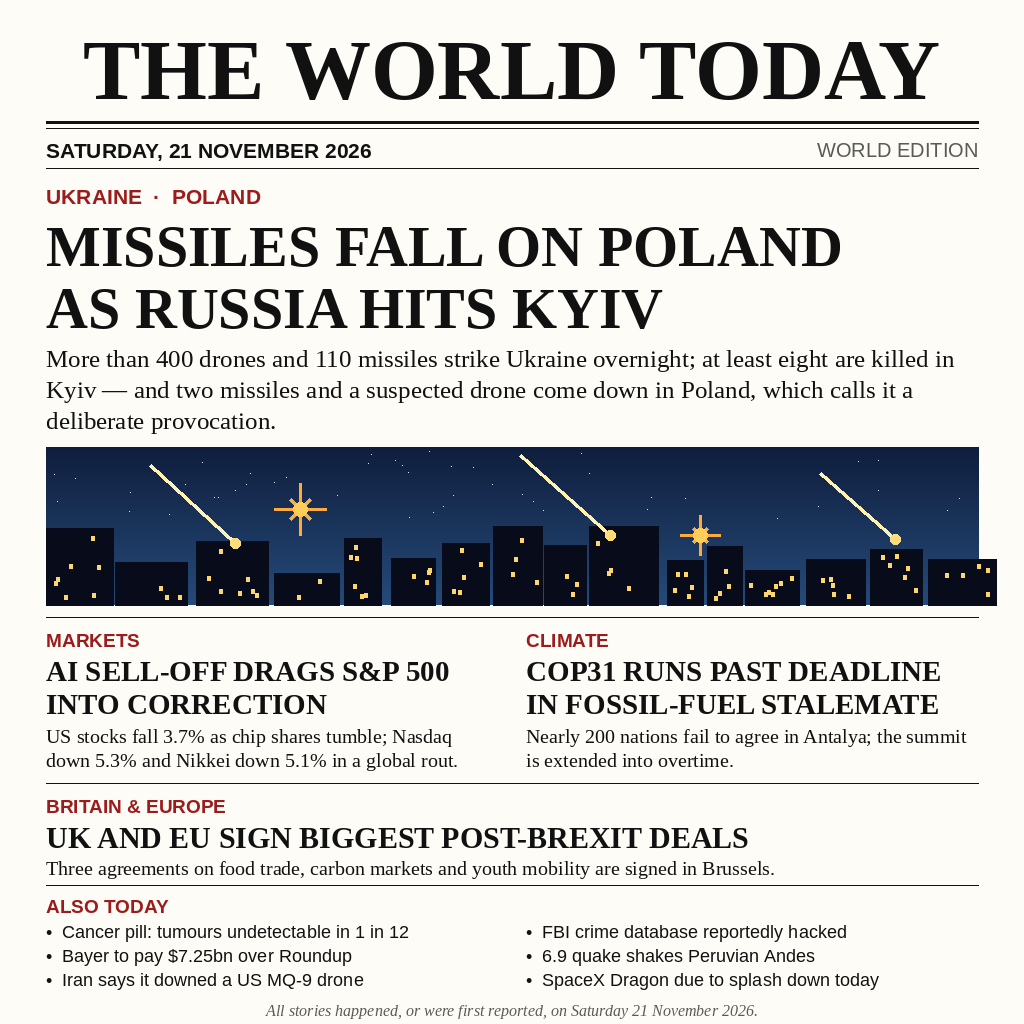 THE WORLD TODAY
SATURDAY, 21 NOVEMBER 2026
WORLD EDITION
UKRAINE · POLAND
MISSILES FALL ON POLAND
AS RUSSIA HITS KYIV
More than 400 drones and 110 missiles strike Ukraine overnight; at least eight are killed in
Kyiv — and two missiles and a suspected drone come down in Poland, which calls it a
deliberate provocation.
MARKETS
AI SELL-OFF DRAGS S&P 500
INTO CORRECTION
US stocks fall 3.7% as chip shares tumble; Nasdaq
down 5.3% and Nikkei down 5.1% in a global rout.
CLIMATE
COP31 RUNS PAST DEADLINE
IN FOSSIL-FUEL STALEMATE
Nearly 200 nations fail to agree in Antalya; the summit
is extended into overtime.
BRITAIN & EUROPE
UK AND EU SIGN BIGGEST POST-BREXIT DEALS
Three agreements on food trade, carbon markets and youth mobility are signed in Brussels.
ALSO TODAY
• Cancer pill: tumours undetectable in 1 in 12
• Bayer to pay $7.25bn over Roundup
• Iran says it downed a US MQ-9 drone
• FBI crime database reportedly hacked
• 6.9 quake shakes Peruvian Andes
• SpaceX Dragon due to splash down today
All stories happened, or were first reported, on Saturday 21 November 2026.